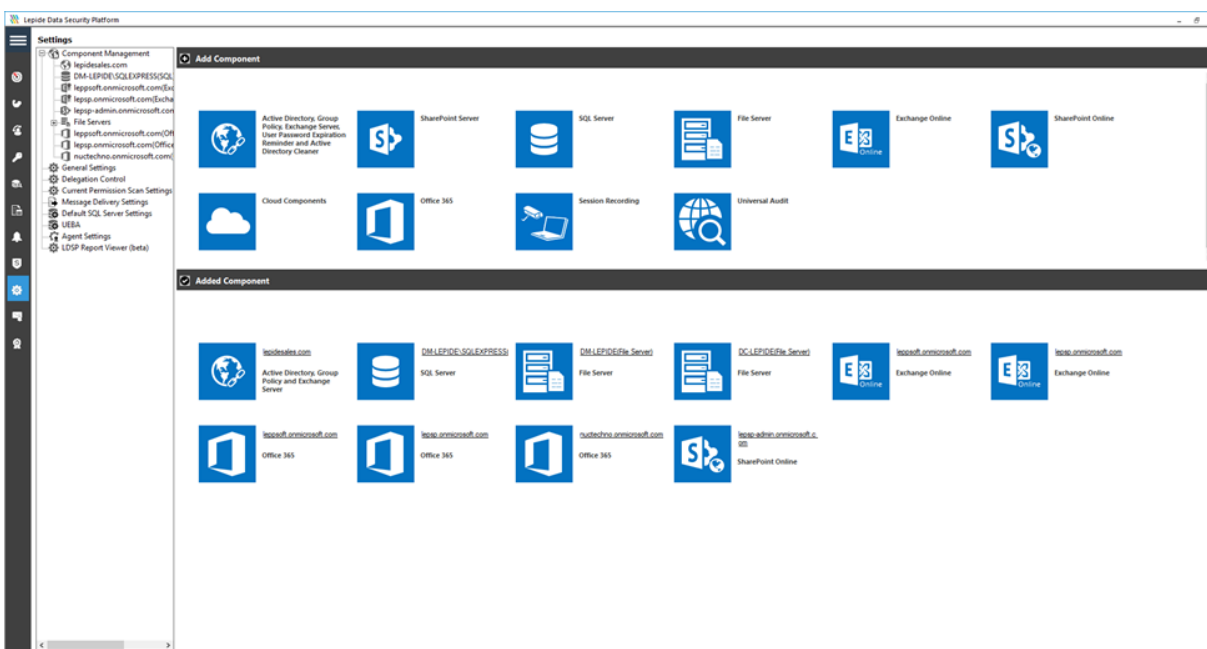 Lepide Data Security Platform
Settings
Component Management
lepidesales.com
DM-LEPIDE\SQLEXPRESS(SQL
leppsoft.onmicrosoft.com(Exc
lepsp.onmicrosoft.com(Excha
lepsp-admin.onmicrosoft.con
File Servers
leppsoft.onmicrosoft.com(Off
lepsp.onmicrosoft.com(Office
nuctechno.onmicrosoft.com(
General Settings
Delegation Control
Current Permission Scan Settings
Message Delivery Settings
Default SQL Server Settings
UEBA
Agent Settings
LDSP Report Viewer (beta)
Add Component
Active Directory, Group
Policy, Exchange Server,
User Password Expiration
Reminder and Active
Directory Cleaner
SharePoint Server
SQL Server
File Server
Exchange Online
SharePoint Online
Cloud Components
Office 365
Session Recording
Universal Audit
Added Component
lepidesales.com
Active Directory, Group
Policy and Exchange
Server
DM-LEPIDE\SQLEXPRESS(
SQL Server
DM-LEPIDE(File Server)
File Server
DC-LEPIDE(File Server)
File Server
leppsoft.onmicrosoft.com
Exchange Online
lepsp.onmicrosoft.com
Exchange Online
leppsoft.onmicrosoft.com
Office 365
lepsp.onmicrosoft.com
Office 365
nuctechno.onmicrosoft.com
Office 365
lepsp-admin.onmicrosoft.c
om
SharePoint Online